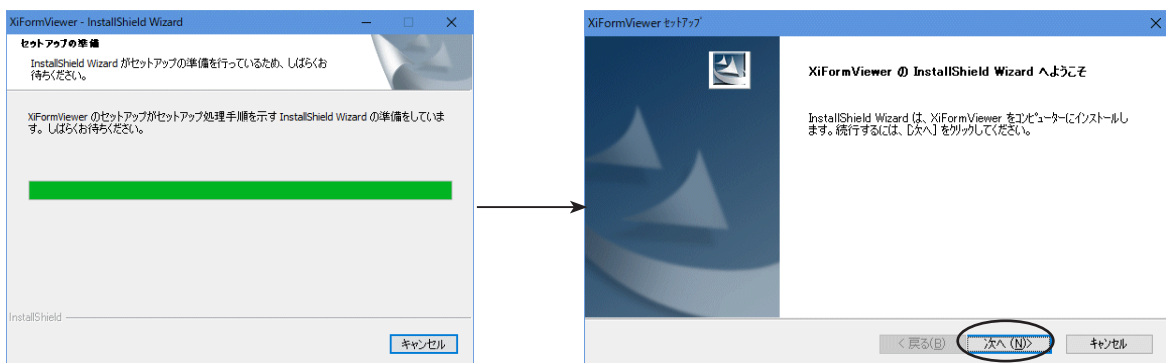 XiFormViewer - InstallShield Wizard
セットアップの準備
InstallShield Wizard がセットアップの準備を行っているため、しばらくお
待ちください。
XiFormViewer のセットアップがセットアップ処理手順を示す InstallShield Wizard の準備をしていま
す。しばらくお待ちください。
InstallShield
キャンセル
XiFormViewer セットアップ
XiFormViewer の InstallShield Wizard へようこそ
InstallShield Wizard は、XiFormViewer をコンピューターにインストールし
ます。続行するには、[次へ] をクリックしてください。
< 戻る(B)
次へ (N)>
キャンセル